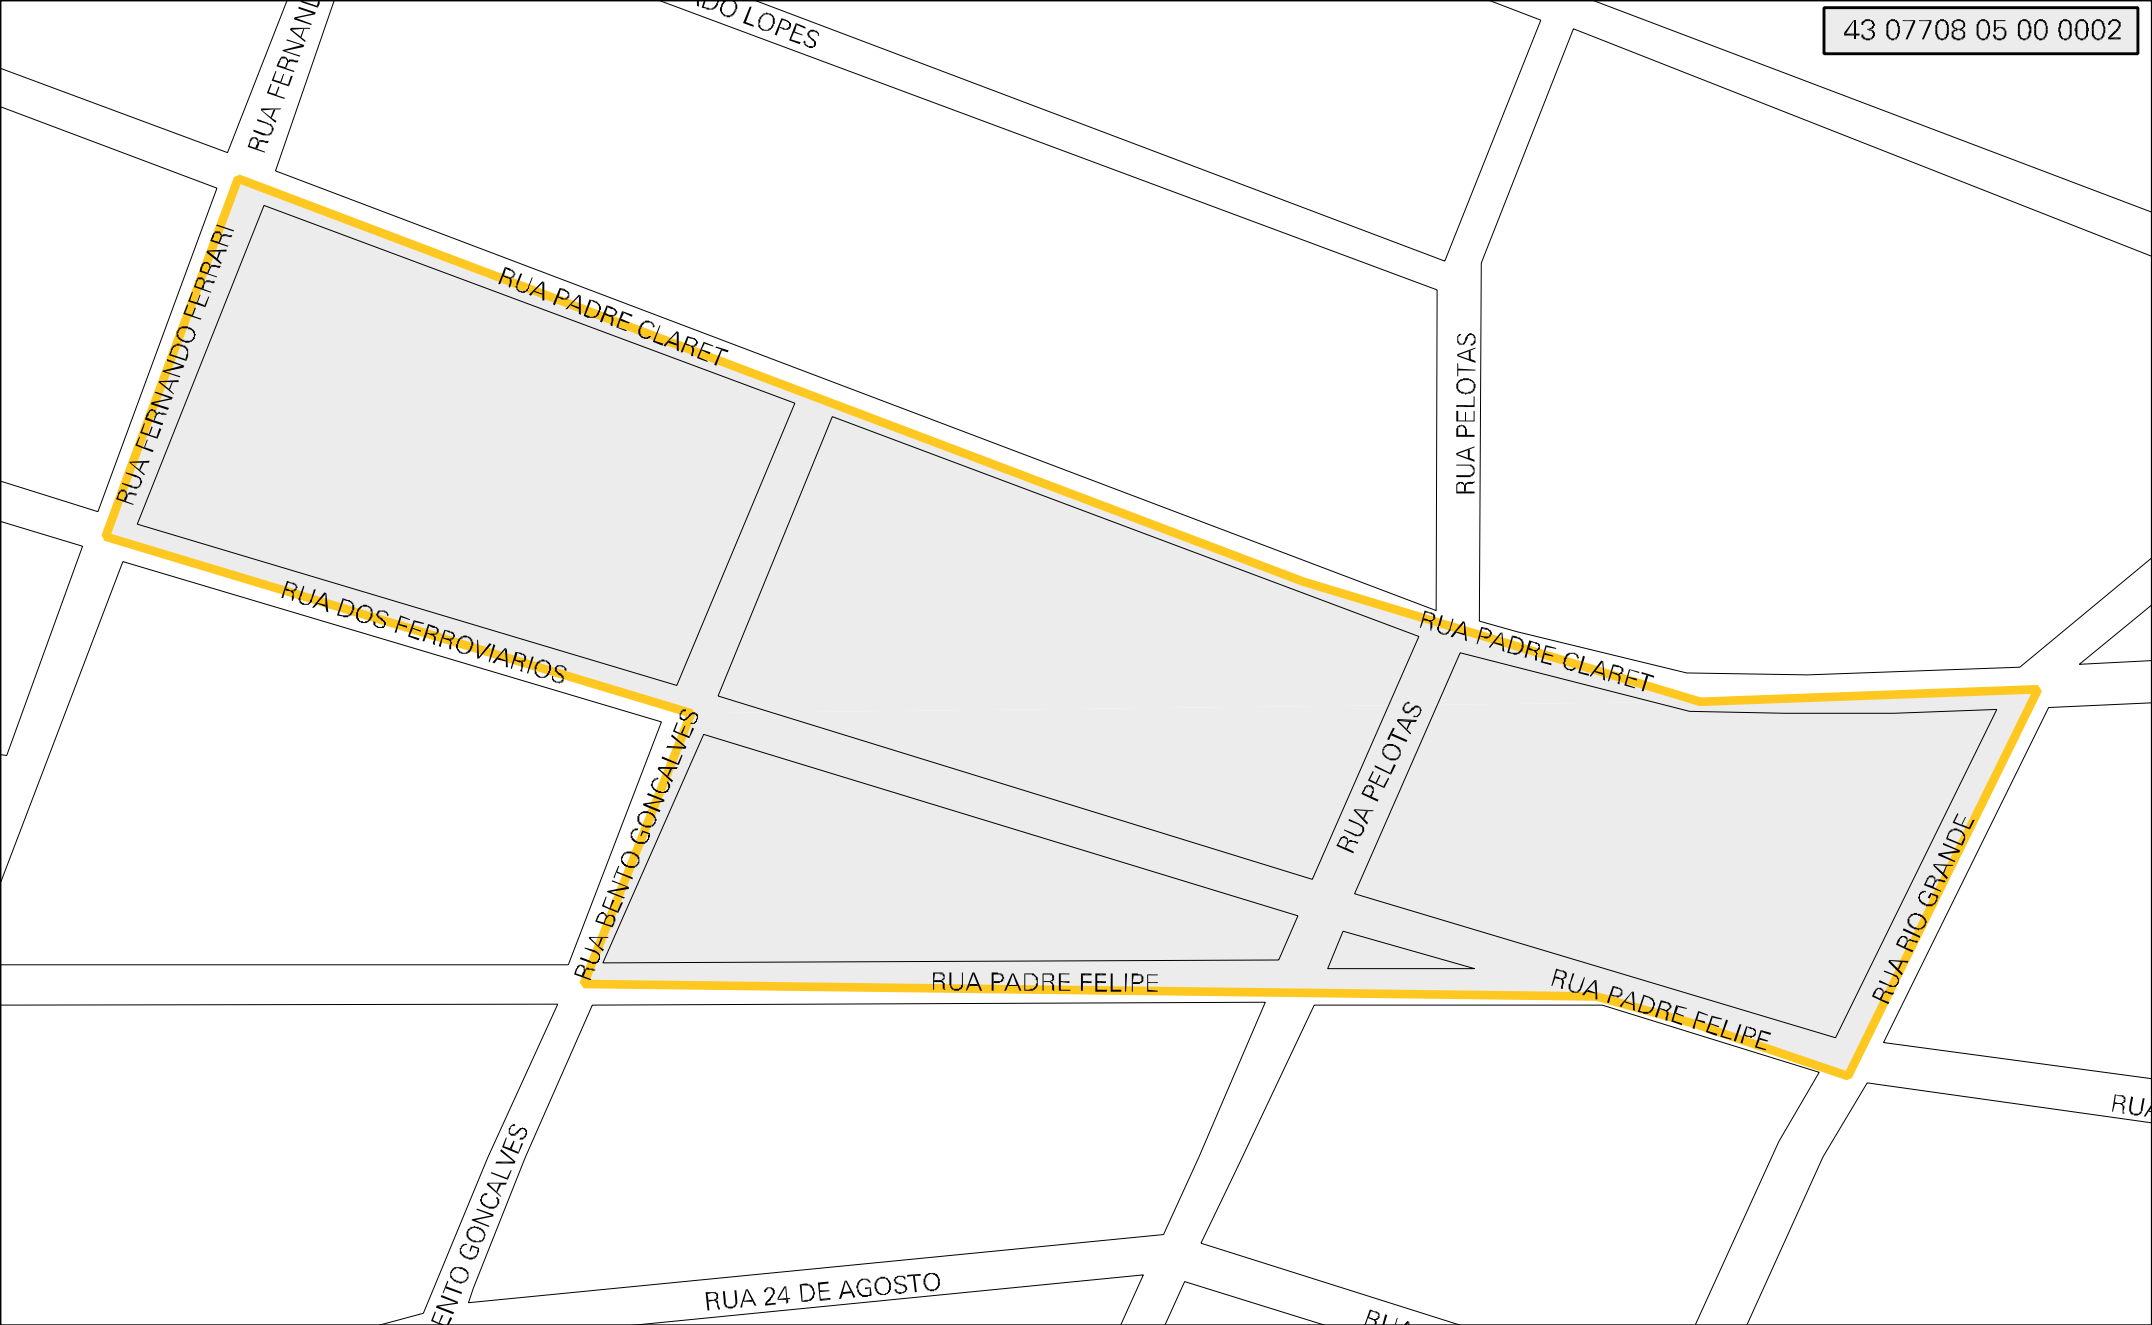 DO LOPES
43 07708 05 00 0002
RUA FERNAND
RUA FERNANDO FERRARI
RUA PADRE CLARET
RUA PELOTAS
RUA DOS FERROVIARIOS
RUA PADRE CLARET
RUA PELOTAS
RUA BENTO GONCALVES
RUA RIO GRANDE
RUA PADRE FELIPE
RUA PADRE FELIPE
RUA
ENTO GONCALVES
RUA 24 DE AGOSTO
RUA